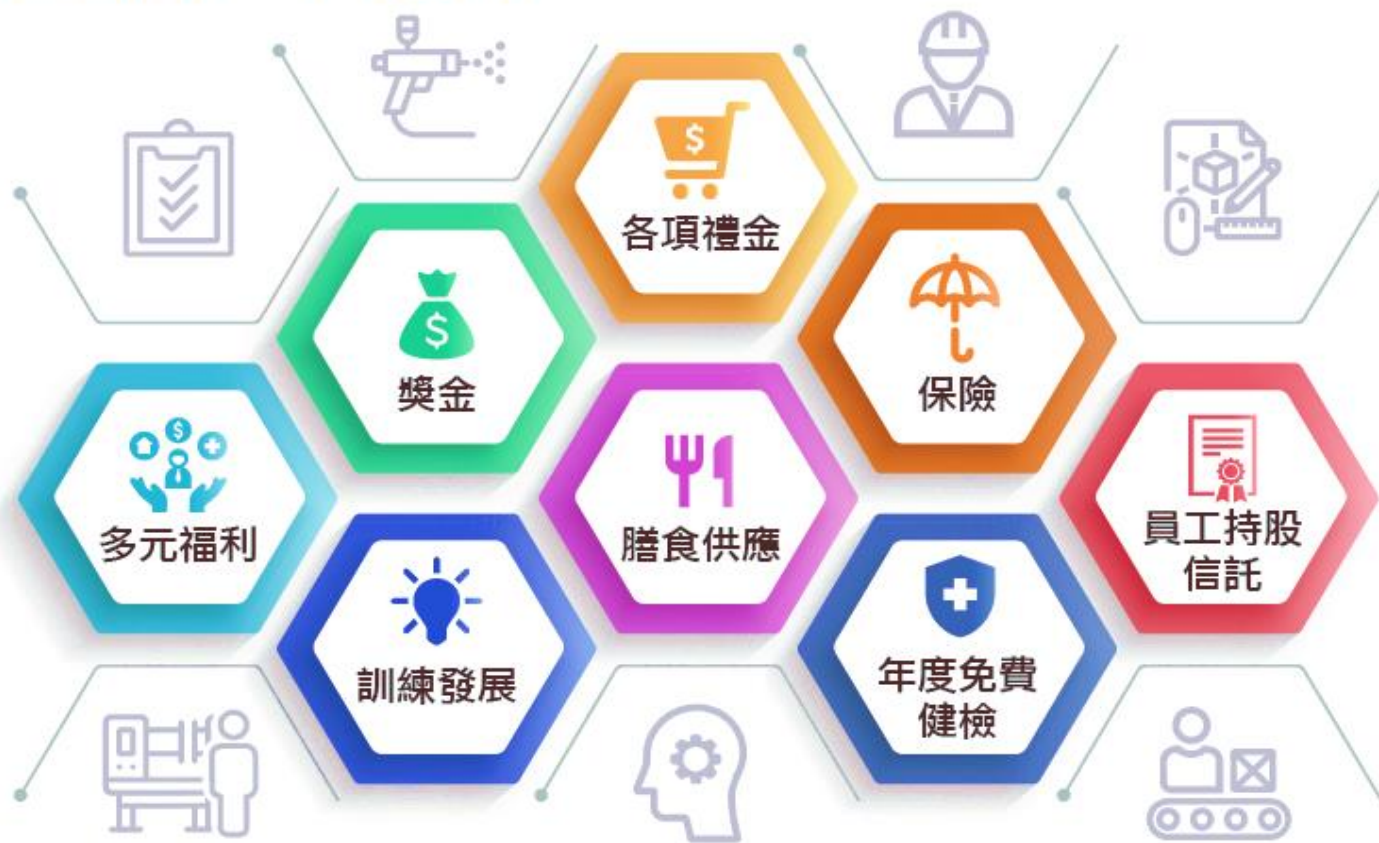 各項禮金
獎金
保險
多元福利
膳食供應
員工持股
信託
訓練發展
年度免費
健檢